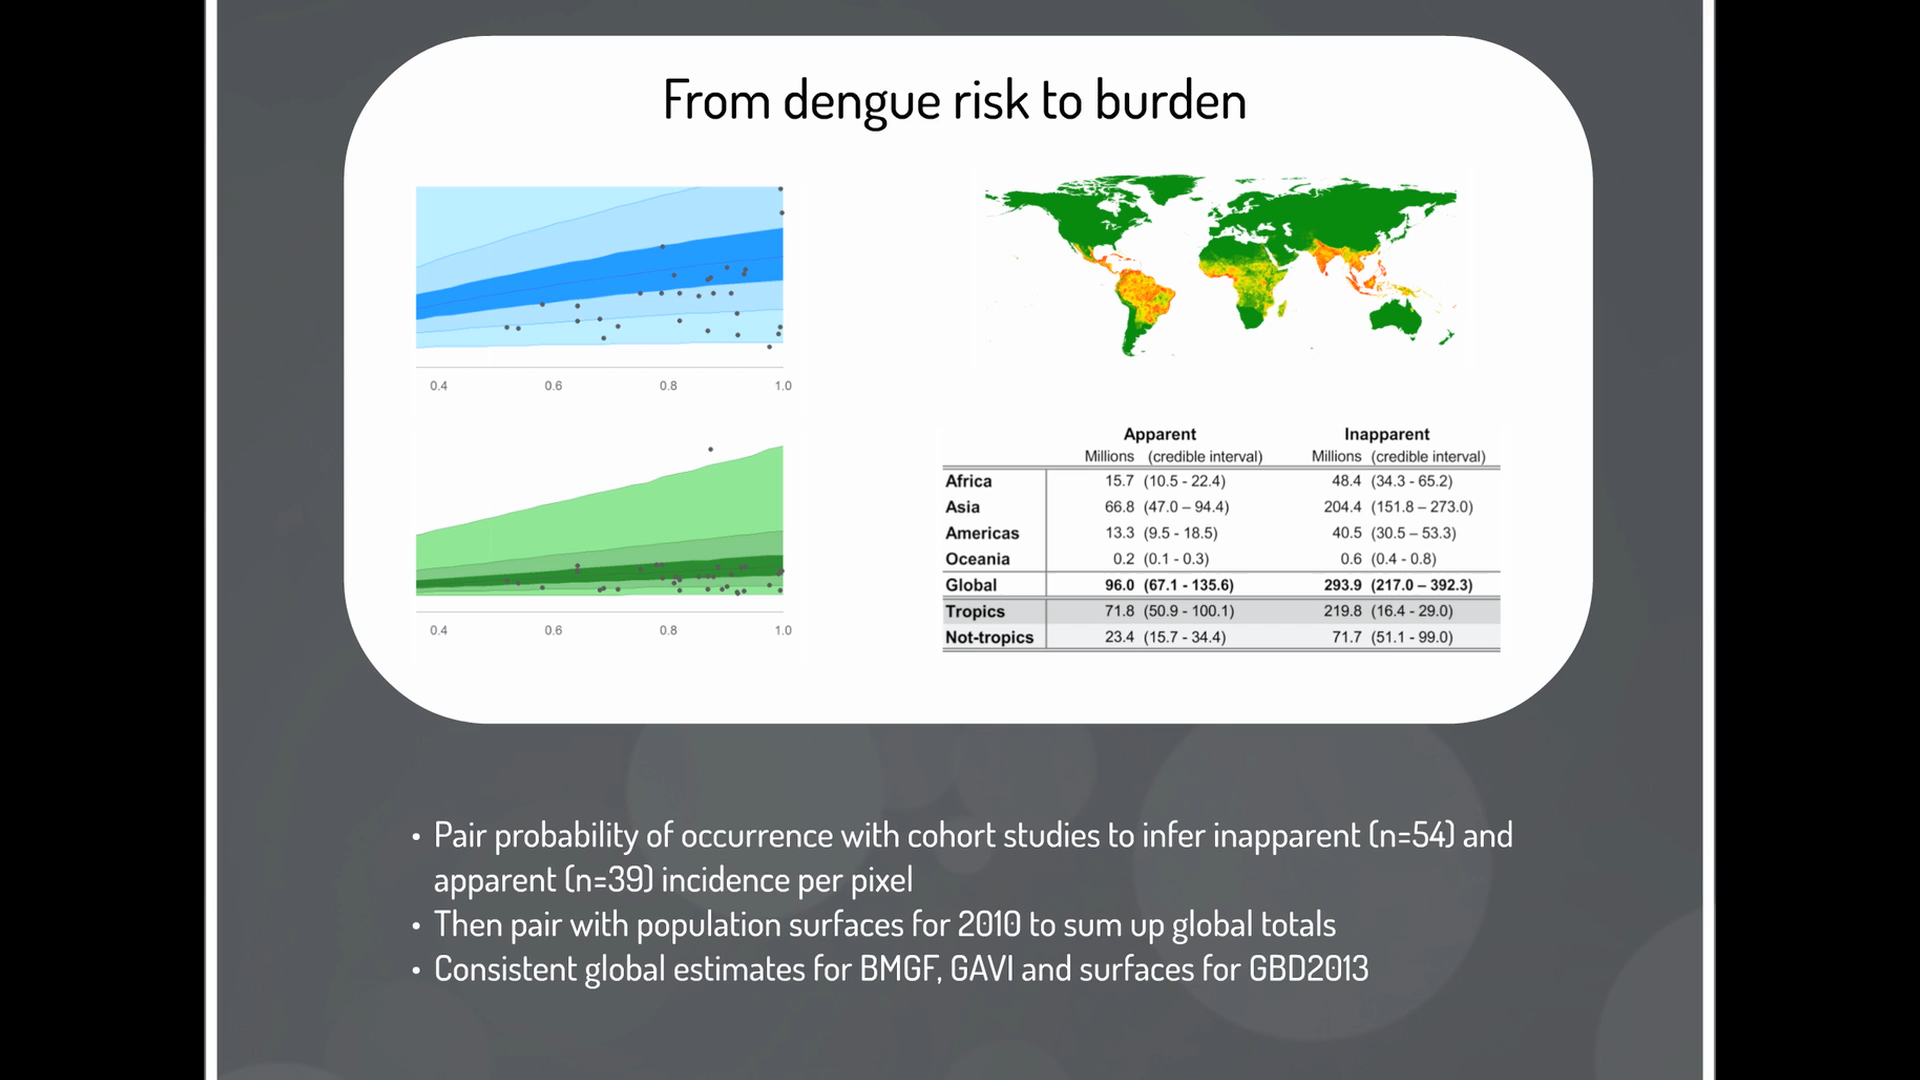 From dengue risk to burden
0.4 0.6 0.8 1.0
0.4 0.6 0.8 1.0
Apparent Inapparent
Millions (credible interval) Millions (credible interval)
Africa 15.7 (10.5 - 22.4) 48.4 (34.3 - 65.2)
Asia 66.8 (47.0 – 94.4) 204.4 (151.8 – 273.0)
Americas 13.3 (9.5 - 18.5) 40.5 (30.5 – 53.3)
Oceania 0.2 (0.1 - 0.3) 0.6 (0.4 - 0.8)
Global 96.0 (67.1 - 135.6) 293.9 (217.0 – 392.3)
Tropics 71.8 (50.9 - 100.1) 219.8 (16.4 - 29.0)
Not-tropics 23.4 (15.7 - 34.4) 71.7 (51.1 - 99.0)
• Pair probability of occurrence with cohort studies to infer inapparent (n=54) and
apparent (n=39) incidence per pixel
• Then pair with population surfaces for 2010 to sum up global totals
• Consistent global estimates for BMGF, GAVI and surfaces for GBD2013